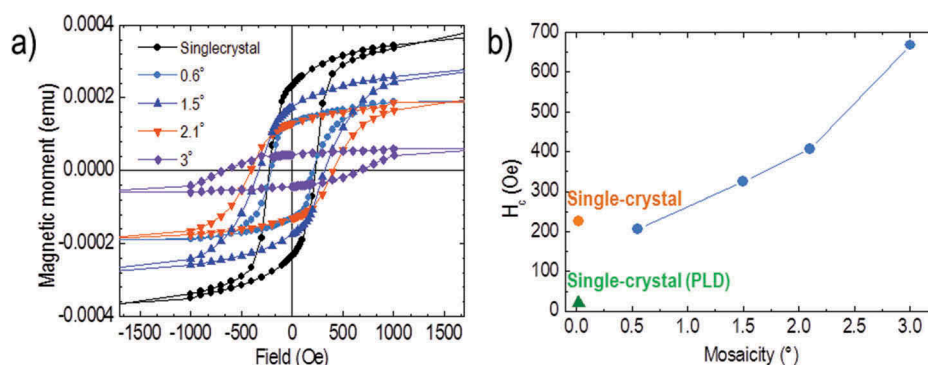 a)
Magnetic moment (emu)
0.0004
0.0002
0.0000
-0.0002
-0.0004
Singlecrystal
0.6°
1.5°
2.1°
3°
-1500 -1000 -500 0 500 1000 1500
Field (Oe)
b)
Hc (Oe)
700
600
500
400
300
200
100
0
Single-crystal
Single-crystal (PLD)
0.0 0.5 1.0 1.5 2.0 2.5 3.0
Mosaicity (°)